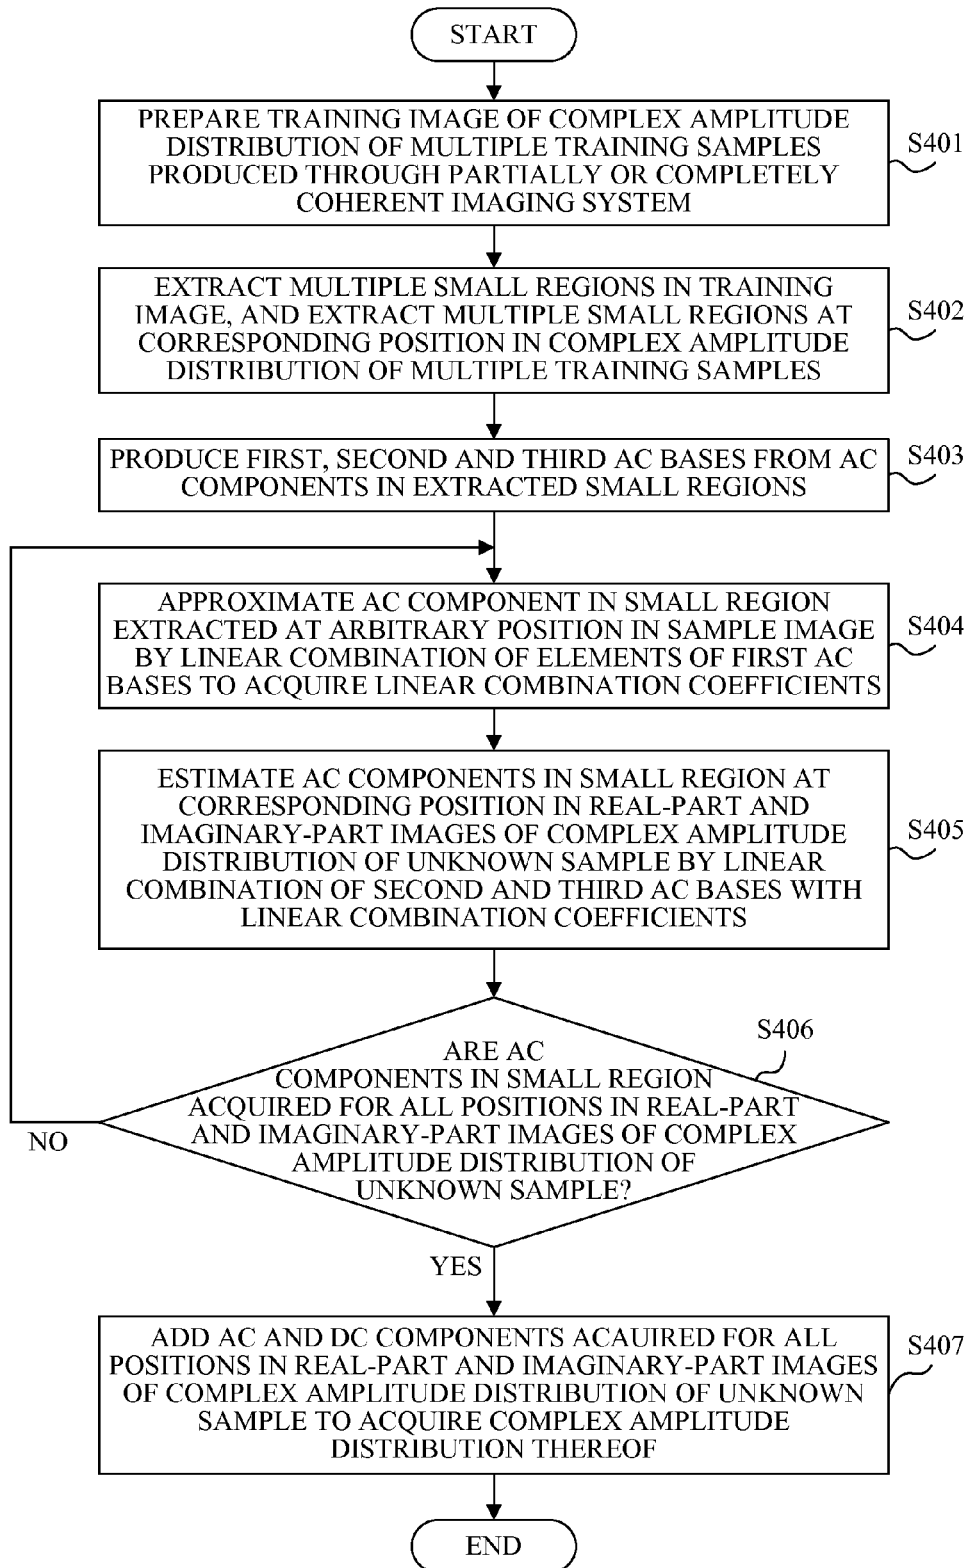 START
PREPARE TRAINING IMAGE OF COMPLEX AMPLITUDE
DISTRIBUTION OF MULTIPLE TRAINING SAMPLES
PRODUCED THROUGH PARTIALLY OR COMPLETELY
COHERENT IMAGING SYSTEM
S401
EXTRACT MULTIPLE SMALL REGIONS IN TRAINING
IMAGE, AND EXTRACT MULTIPLE SMALL REGIONS AT
CORRESPONDING POSITION IN COMPLEX AMPLITUDE
DISTRIBUTION OF MULTIPLE TRAINING SAMPLES
S402
PRODUCE FIRST, SECOND AND THIRD AC BASES FROM AC
COMPONENTS IN EXTRACTED SMALL REGIONS
S403
APPROXIMATE AC COMPONENT IN SMALL REGION
EXTRACTED AT ARBITRARY POSITION IN SAMPLE IMAGE
BY LINEAR COMBINATION OF ELEMENTS OF FIRST AC
BASES TO ACQUIRE LINEAR COMBINATION COEFFICIENTS
S404
ESTIMATE AC COMPONENTS IN SMALL REGION AT
CORRESPONDING POSITION IN REAL-PART AND
IMAGINARY-PART IMAGES OF COMPLEX AMPLITUDE
DISTRIBUTION OF UNKNOWN SAMPLE BY LINEAR
COMBINATION OF SECOND AND THIRD AC BASES WITH
LINEAR COMBINATION COEFFICIENTS
S405
S406
ARE AC
COMPONENTS IN SMALL REGION
ACQUIRED FOR ALL POSITIONS IN REAL-PART
AND IMAGINARY-PART IMAGES OF COMPLEX
AMPLITUDE DISTRIBUTION OF
UNKNOWN SAMPLE?
NO
YES
ADD AC AND DC COMPONENTS ACAUIRED FOR ALL
POSITIONS IN REAL-PART AND IMAGINARY-PART IMAGES
OF COMPLEX AMPLITUDE DISTRIBUTION OF UNKNOWN
SAMPLE TO ACQUIRE COMPLEX AMPLITUDE
DISTRIBUTION THEREOF
S407
END